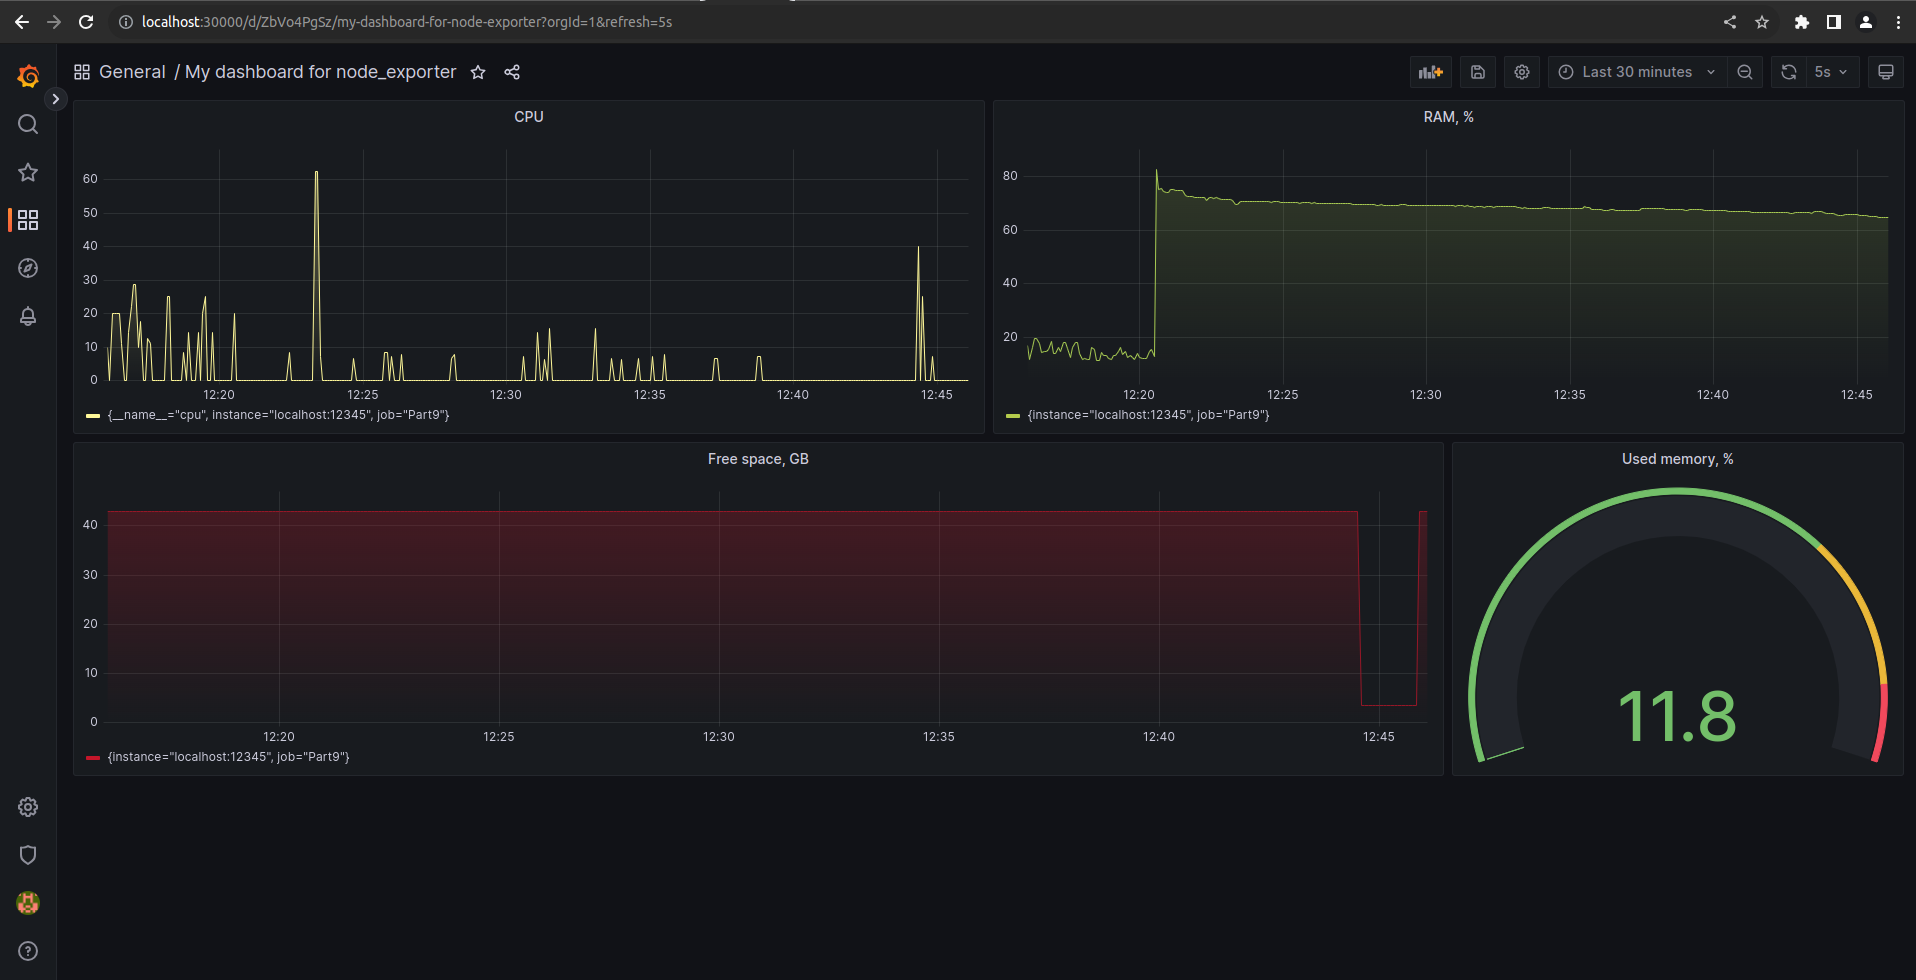 localhost:30000/d/ZbVo4PgSz/my-dashboard-for-node-exporter?orgId=1&refresh=5s
General / My dashboard for node_exporter
Last 30 minutes
5s
CPU
60
50
40
30
20
10
0
12:20 12:25 12:30 12:35 12:40 12:45
{__name__="cpu", instance="localhost:12345", job="Part9"}
RAM, %
80
60
40
20
12:20 12:25 12:30 12:35 12:40 12:45
{instance="localhost:12345", job="Part9"}
Free space, GB
40
30
20
10
0
12:20 12:25 12:30 12:35 12:40 12:45
{instance="localhost:12345", job="Part9"}
Used memory, %
11.8